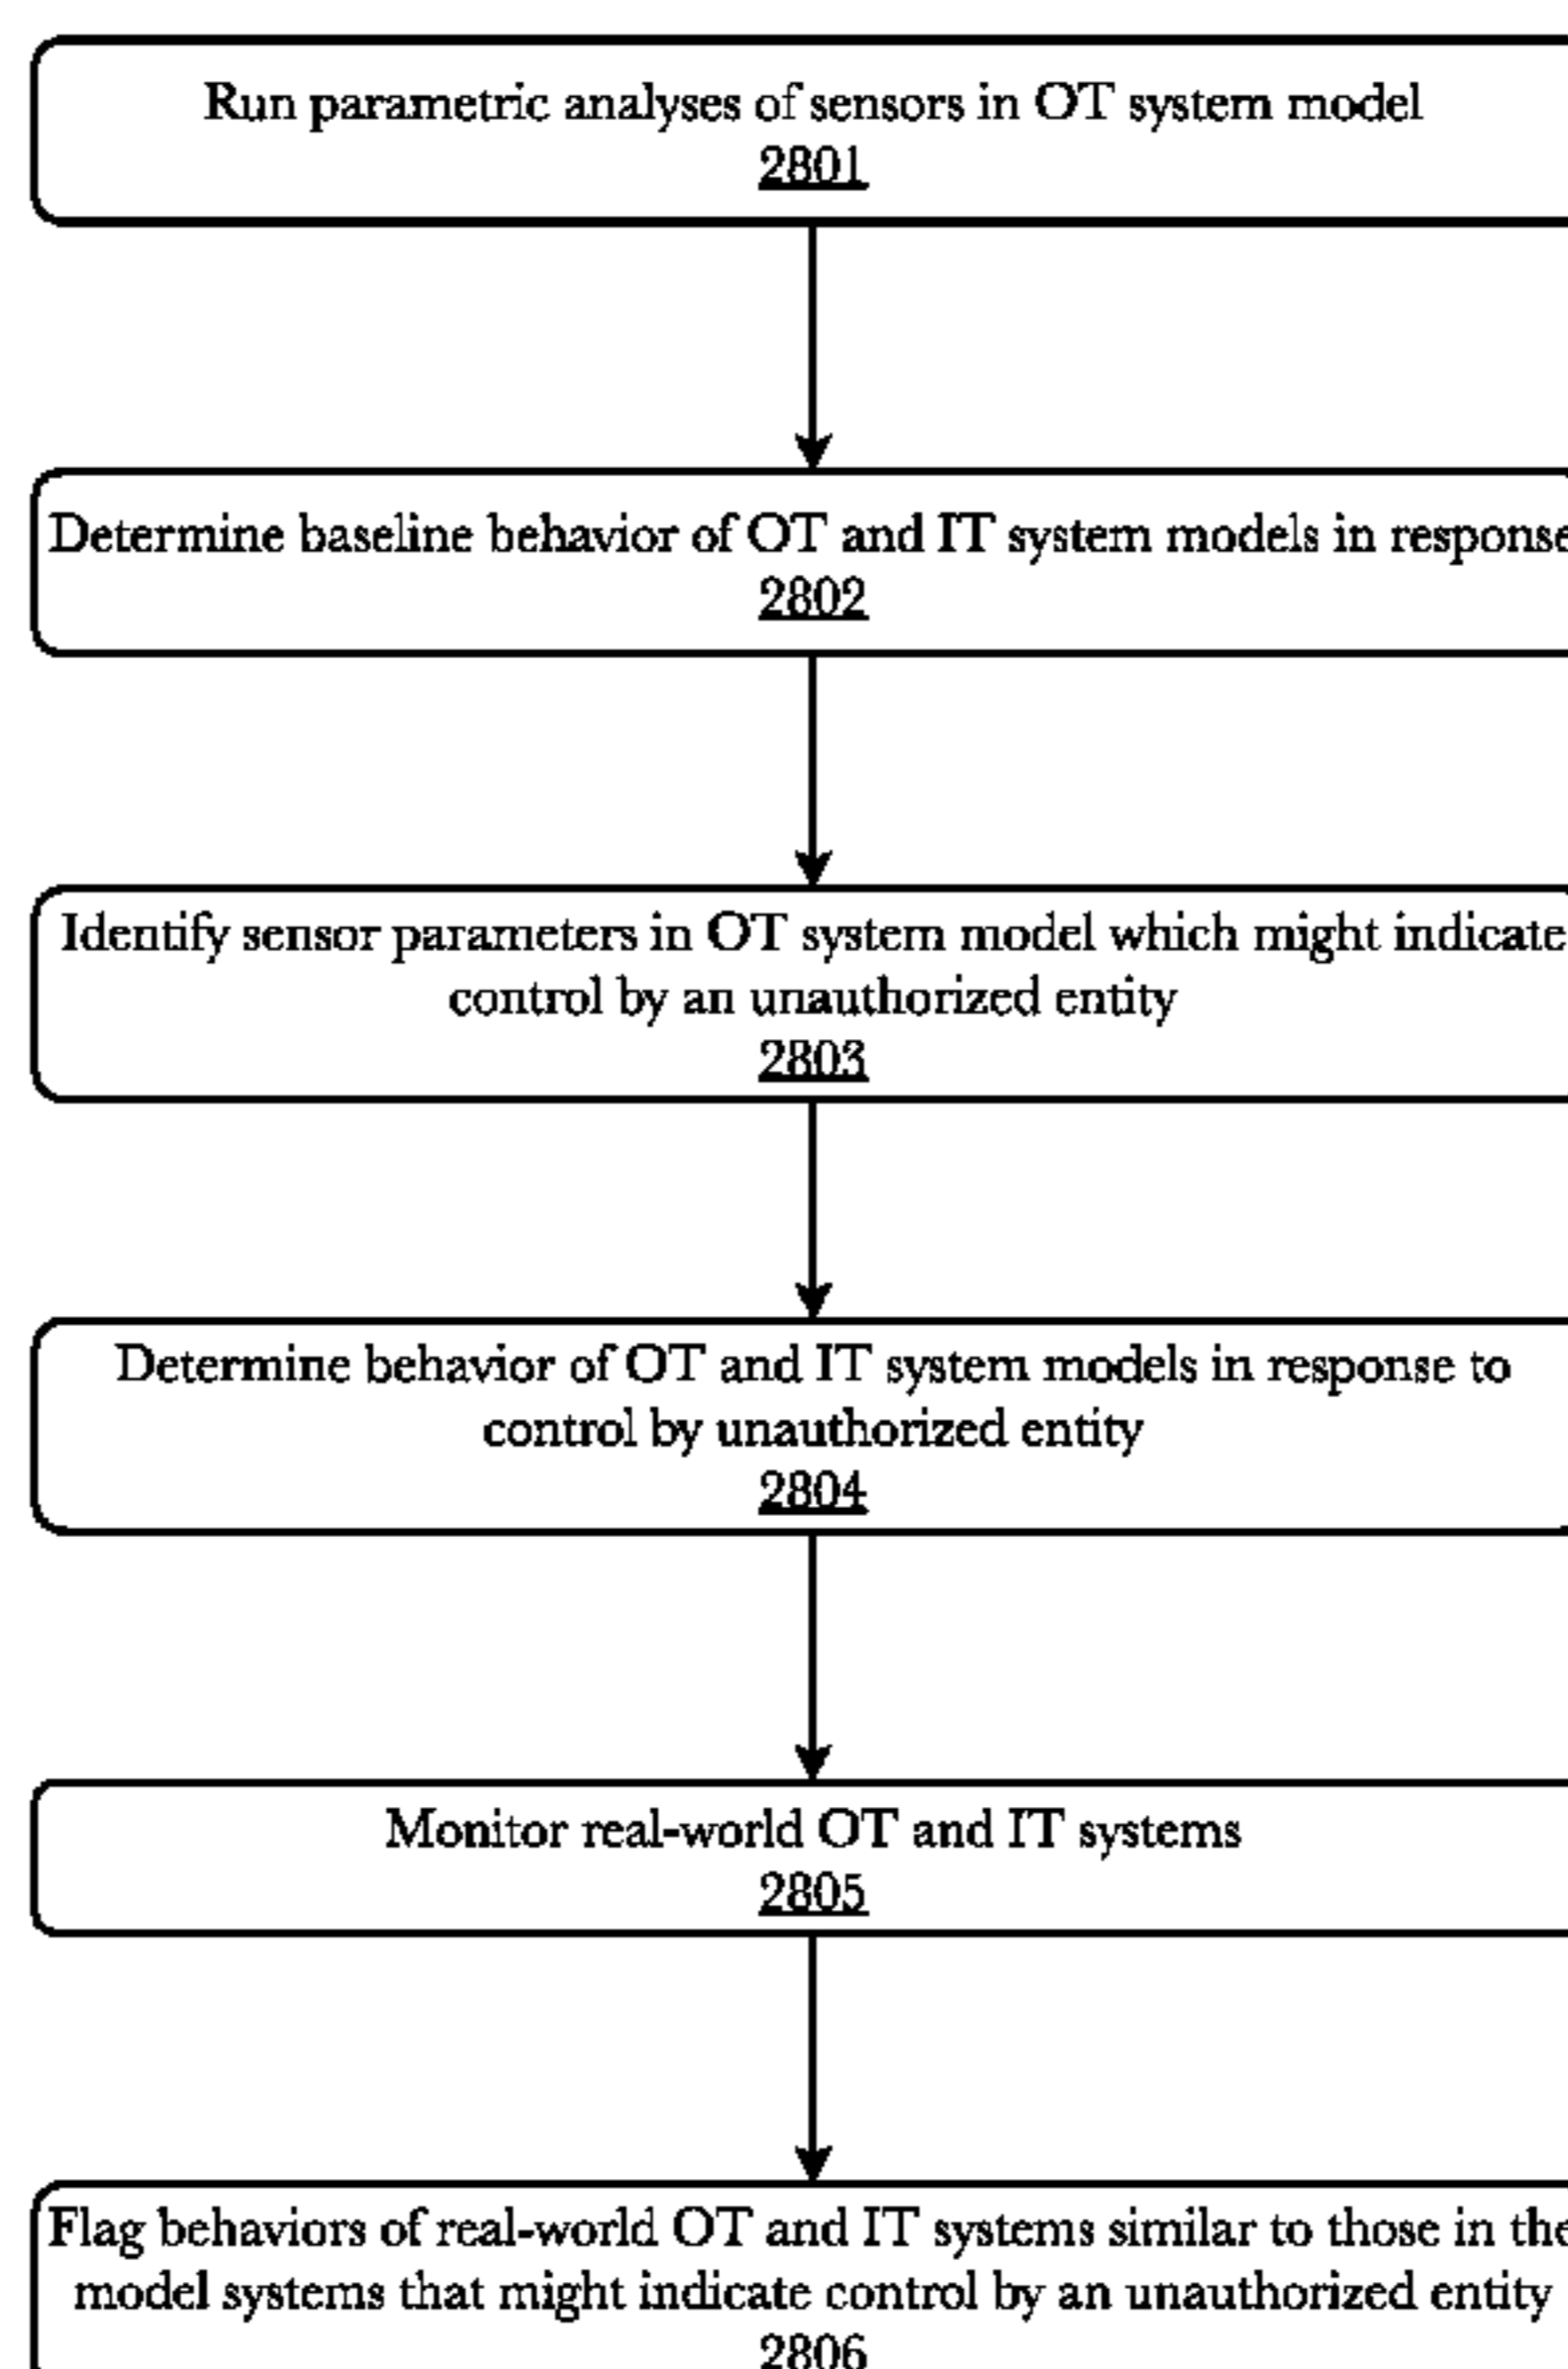 Run parametric analyses of sensors in OT system model
2801
Determine baseline behavior of OT and IT system models in response
2802
Identify sensor parameters in OT system model which might indicate
control by an unauthorized entity
2803
Determine behavior of OT and IT system models in response to
control by unauthorized entity
2804
Monitor real-world OT and IT systems
2805
Flag behaviors of real-world OT and IT systems similar to those in the
model systems that might indicate control by an unauthorized entity
2806